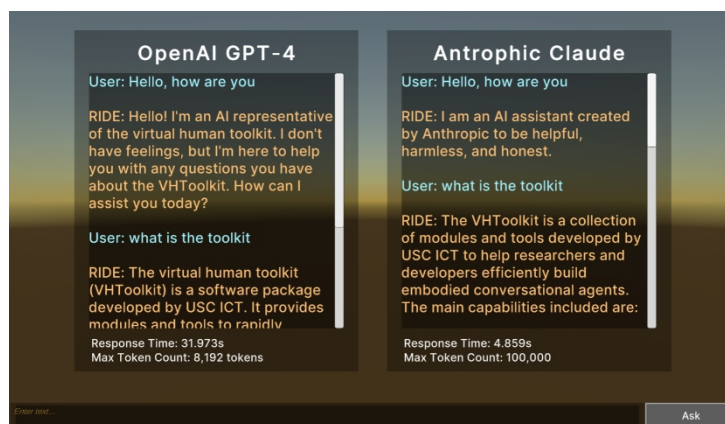 OpenAI GPT-4
User: Hello, how are you
RIDE: Hello! I'm an AI representative
of the virtual human toolkit. I don't
have feelings, but I'm here to help
you with any questions you have
about the VHToolkit. How can I
assist you today?
User: what is the toolkit
RIDE: The virtual human toolkit
(VHToolkit) is a software package
developed by USC ICT. It provides
modules and tools to rapidly
Response Time: 31.973s
Max Token Count: 8,192 tokens
Antrophic Claude
User: Hello, how are you
RIDE: I am an AI assistant created
by Anthropic to be helpful,
harmless, and honest.
User: what is the toolkit
RIDE: The VHToolkit is a collection
of modules and tools developed by
USC ICT to help researchers and
developers efficiently build
embodied conversational agents.
The main capabilities included are:
Response Time: 4.859s
Max Token Count: 100,000
Enter text...
Ask